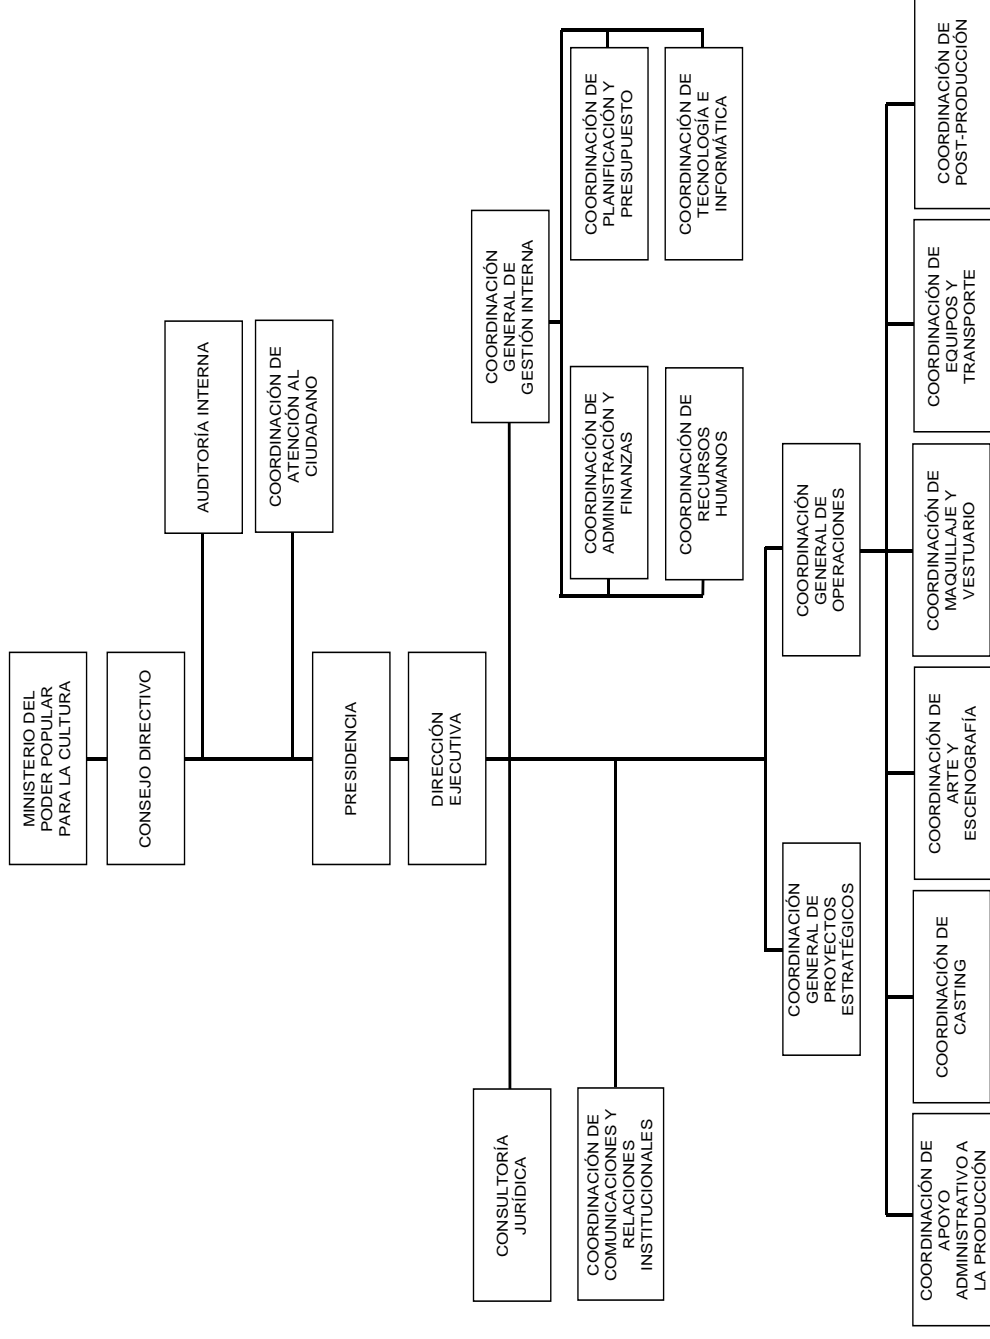 MINISTERIO DEL
PODER POPULAR
PARA LA CULTURA
CONSEJO DIRECTIVO
AUDITORÍA INTERNA
COORDINACIÓN DE
ATENCIÓN AL
CIUDADANO
PRESIDENCIA
DIRECCIÓN
EJECUTIVA
CONSULTORÍA
JURÍDICA
COORDINACIÓN
GENERAL DE
GESTIÓN INTERNA
COORDINACIÓN DE
COMUNICACIONES Y
RELACIONES
INSTITUCIONALES
COORDINACIÓN DE
ADMINISTRACIÓN Y
FINANZAS
COORDINACIÓN DE
PLANIFICACIÓN Y
PRESUPUESTO
COORDINACIÓN DE
RECURSOS
HUMANOS
COORDINACIÓN DE
TECNOLOGÍA E
INFORMÁTICA
COORDINACIÓN
GENERAL DE
PROYECTOS
ESTRATÉGICOS
COORDINACIÓN
GENERAL DE
OPERACIONES
COORDINACIÓN DE
APOYO
ADMINISTRATIVO A
LA PRODUCCIÓN
COORDINACIÓN DE
CASTING
COORDINACIÓN DE
ARTE Y
ESCENOGRAFÍA
COORDINACIÓN DE
MAQUILLAJE Y
VESTUARIO
COORDINACIÓN DE
EQUIPOS Y
TRANSPORTE
COORDINACIÓN DE
POST-PRODUCCIÓN